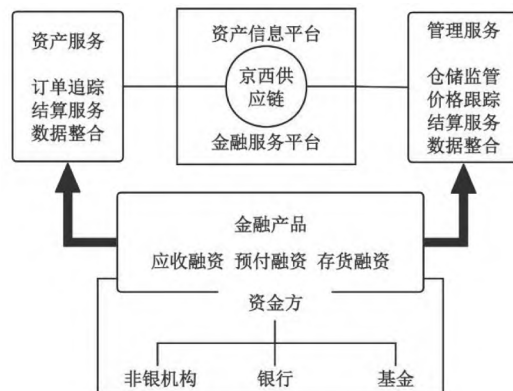 资产服务
订单追踪
结算服务
数据整合
资产信息平台
京西供
应链
金融服务平台
管理服务
仓储监管
价格跟踪
结算服务
数据整合
金融产品
应收融资 预付融资 存货融资
资金方
非银机构 银行 基金